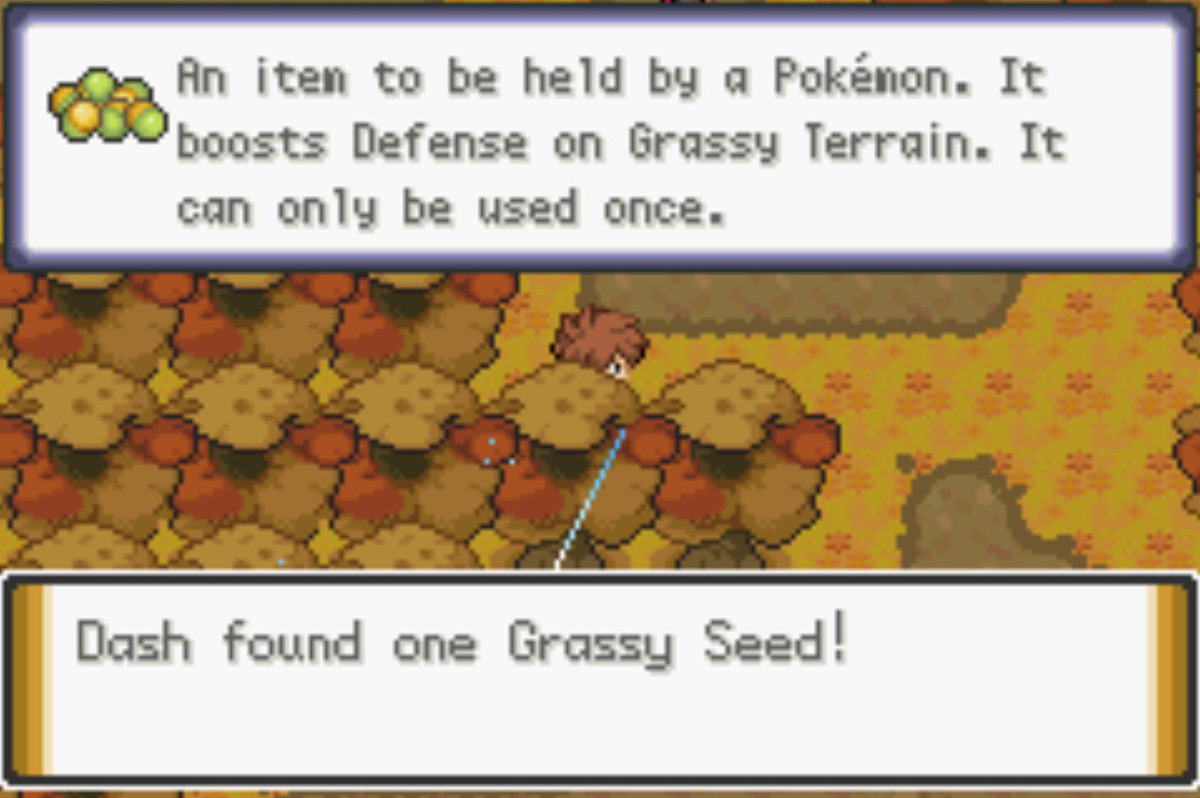 An item to be held by a Pokémon. It
boosts Defense on Grassy Terrain. It
can only be used once.
Dash found one Grassy Seed!